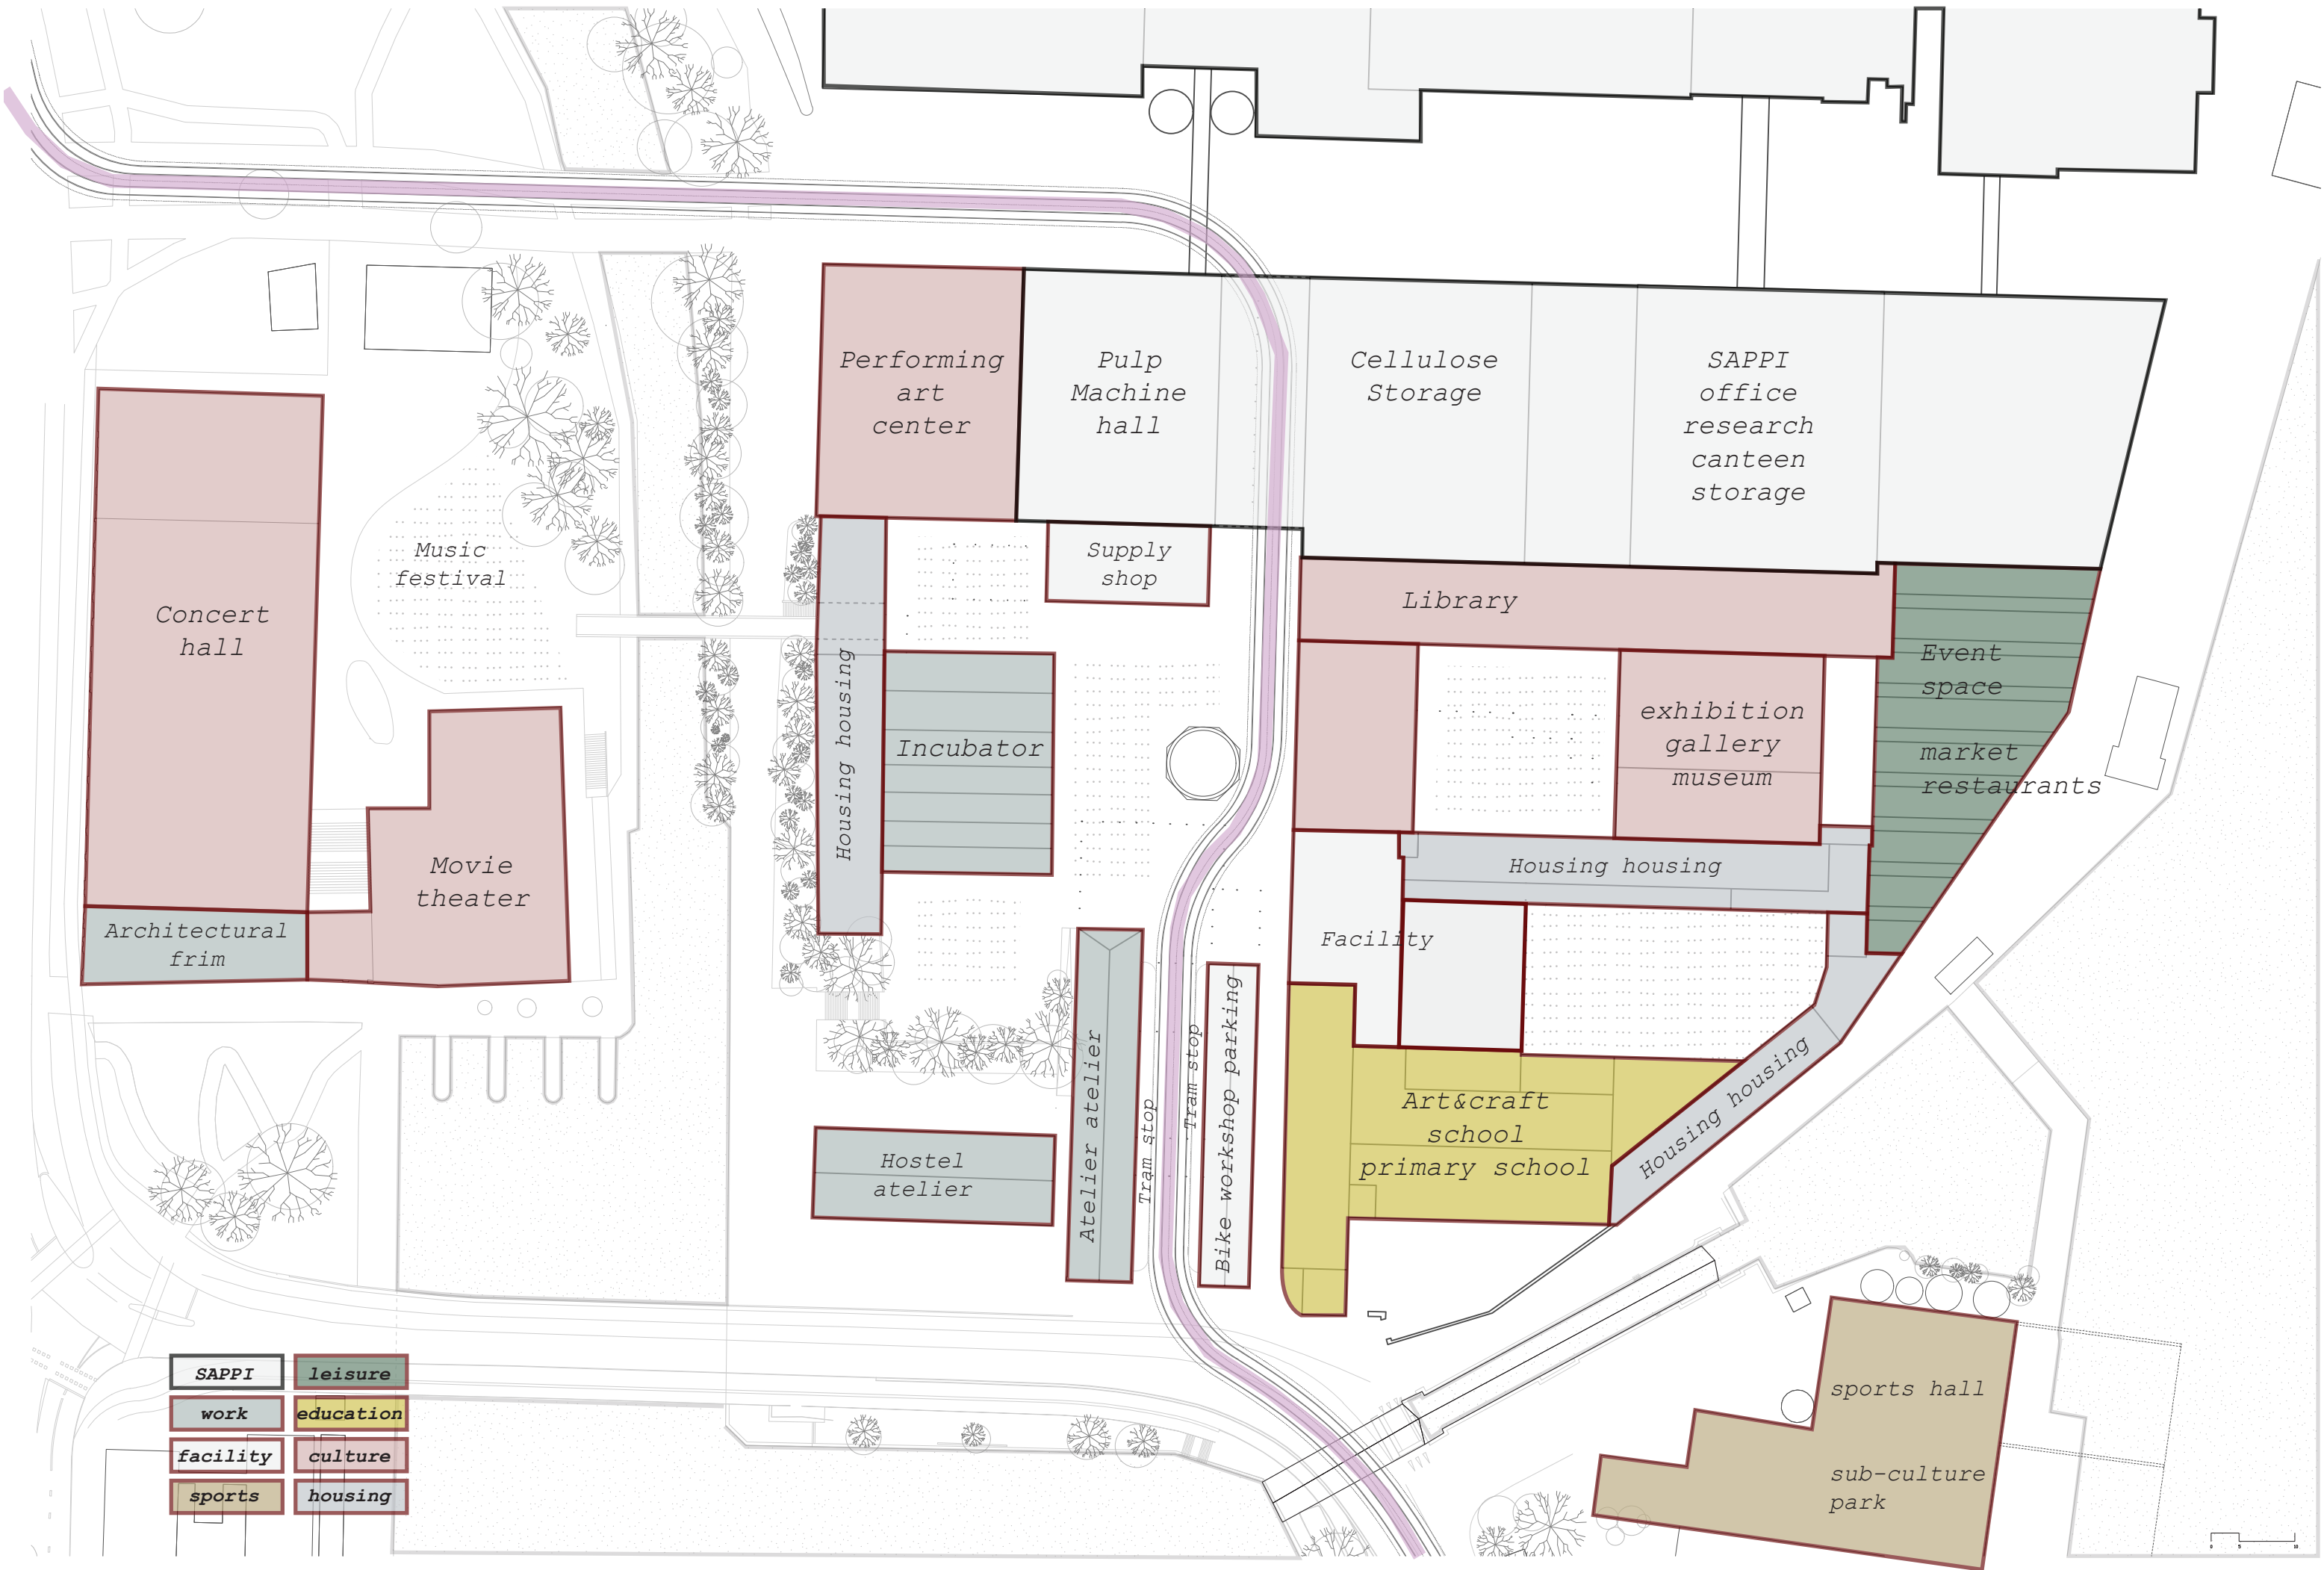 Performing
art
center
Pulp
Machine
hall
Cellulose
Storage
SAPPI
office
research
canteen
storage
Music
festival
Supply
shop
Concert
hall
Library
Event
space
market
restaurants
exhibition
gallery
museum
Housing housing
Incubator
Movie
theater
Housing housing
Architectural
frim
Facility
Atelier atelier
Tram stop
Tram stop
Bike workshop parking
Art&craft
school
primary school
Housing housing
Hostel
atelier
SAPPI
leisure
work
education
facility
culture
sports
housing
sports hall
sub-culture
park
0 5 10